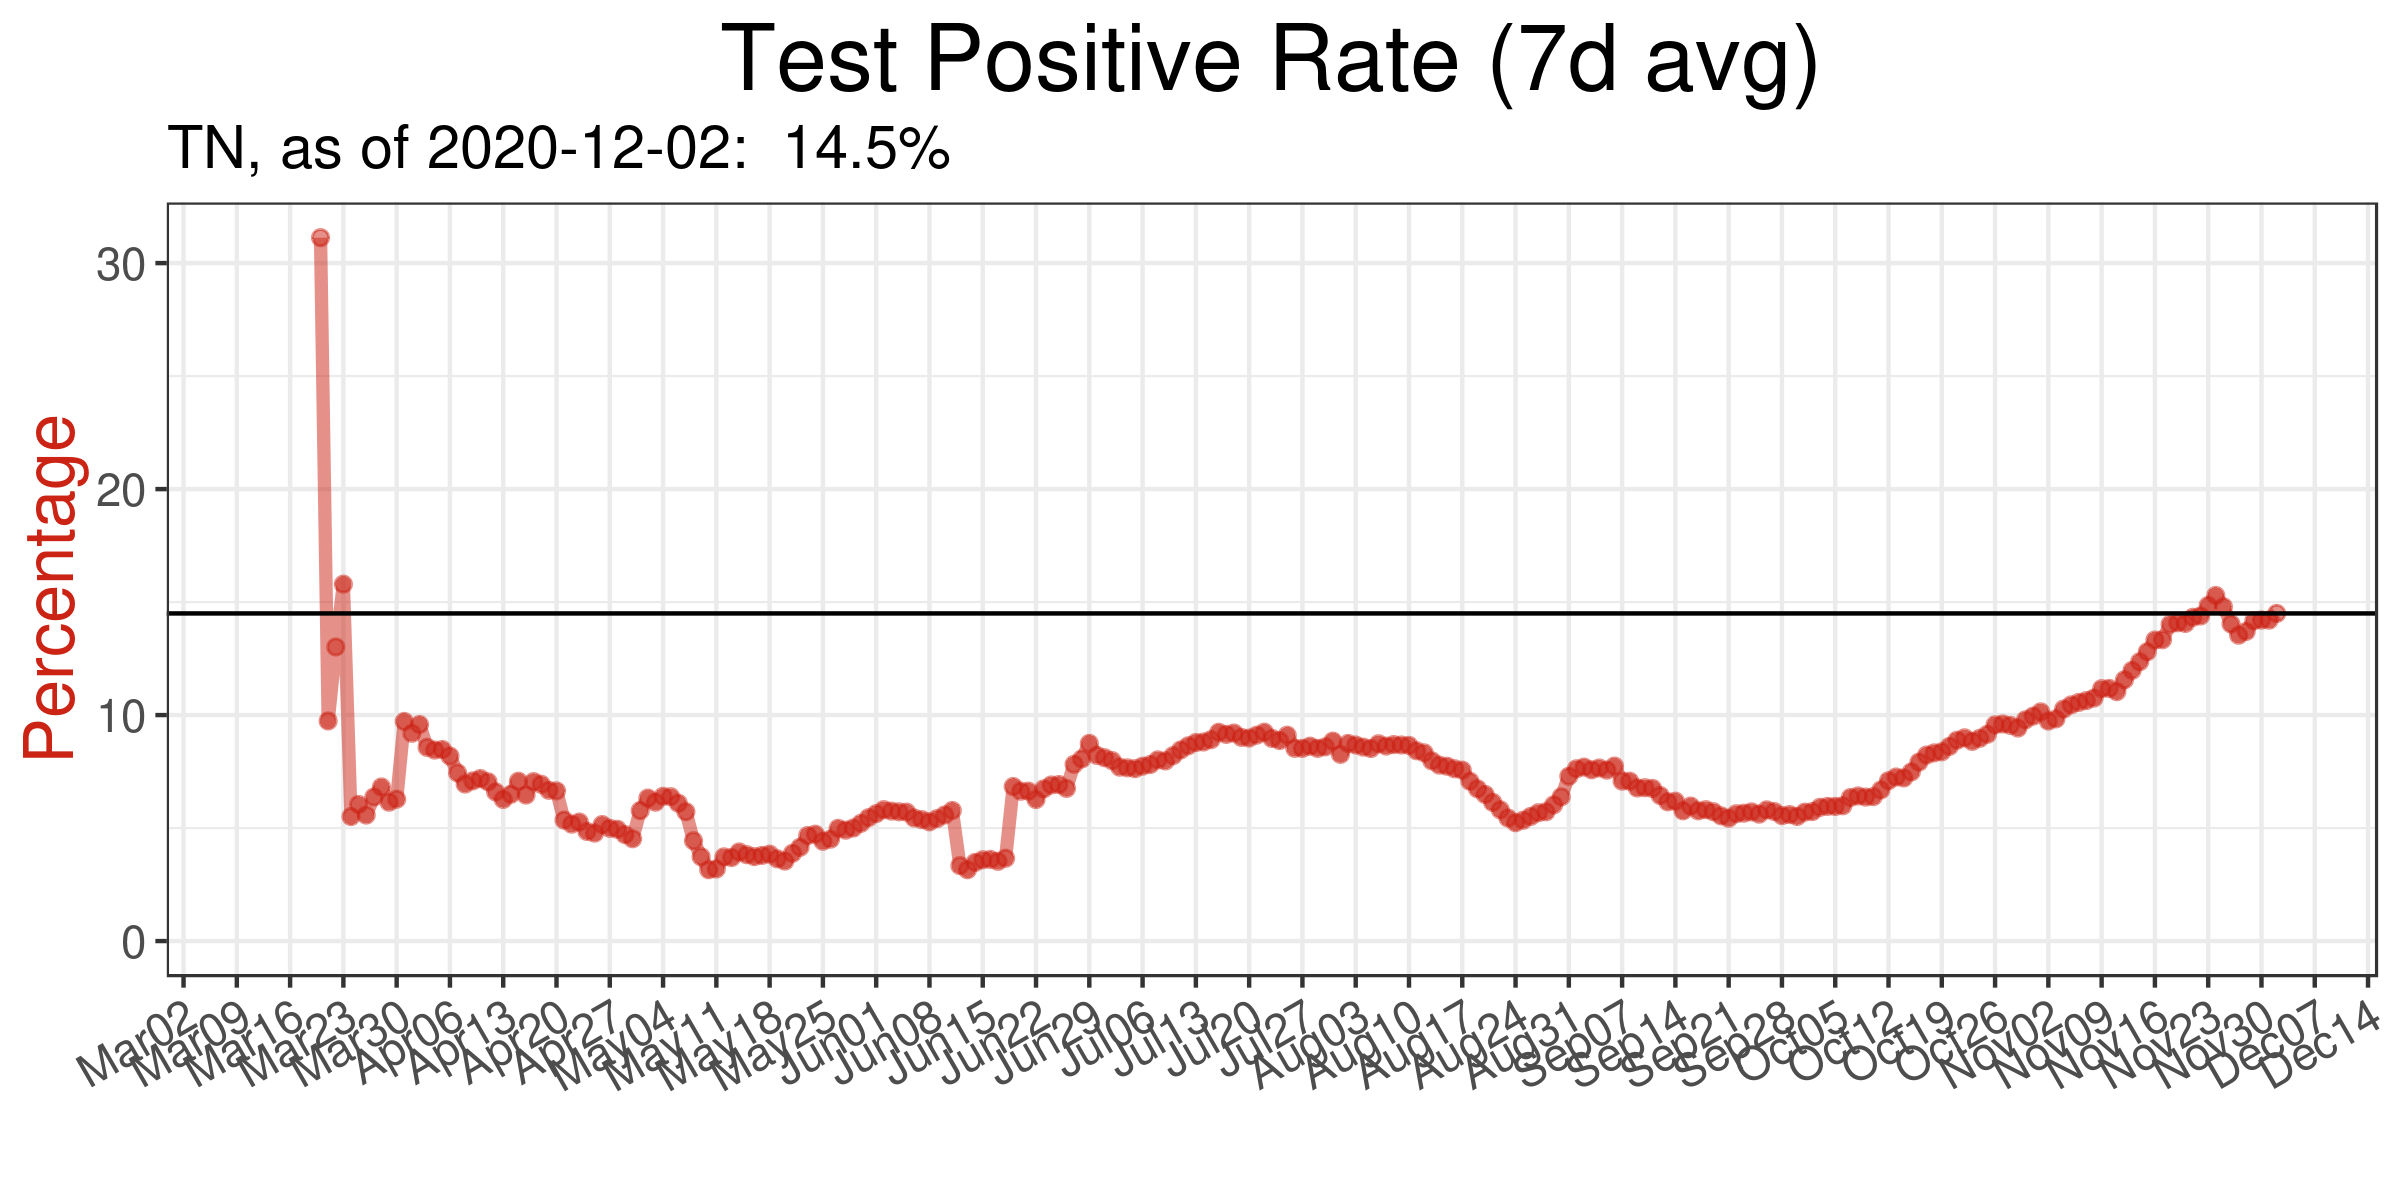 Test Positive Rate (7d avg)
TN, as of 2020-12-02:  14.5%
Percentage
30
20
10
0
Mar02
Mar09
Mar16
Mar23
Mar30
Apr06
Apr13
Apr20
Apr27
May04
May11
May18
May25
Jun01
Jun08
Jun15
Jun22
Jun29
Jul06
Jul13
Jul20
Jul27
Aug03
Aug10
Aug17
Aug24
Aug31
Sep07
Sep14
Sep21
Sep28
Oct05
Oct12
Oct19
Oct26
Nov02
Nov09
Nov16
Nov23
Nov30
Dec07
Dec14